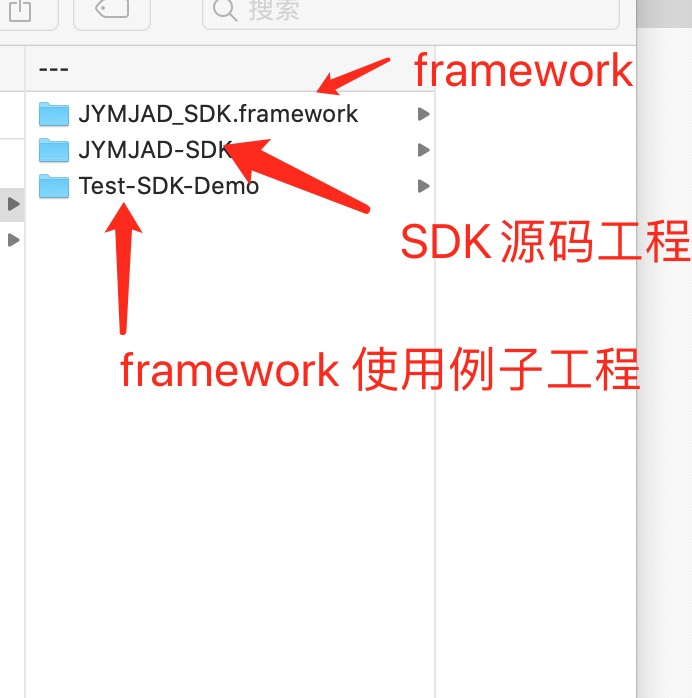 搜索
---
framework
JYMJAD_SDK.framework
JYMJAD-SDK
Test-SDK-Demo
SDK 源码工程
framework 使用例子工程